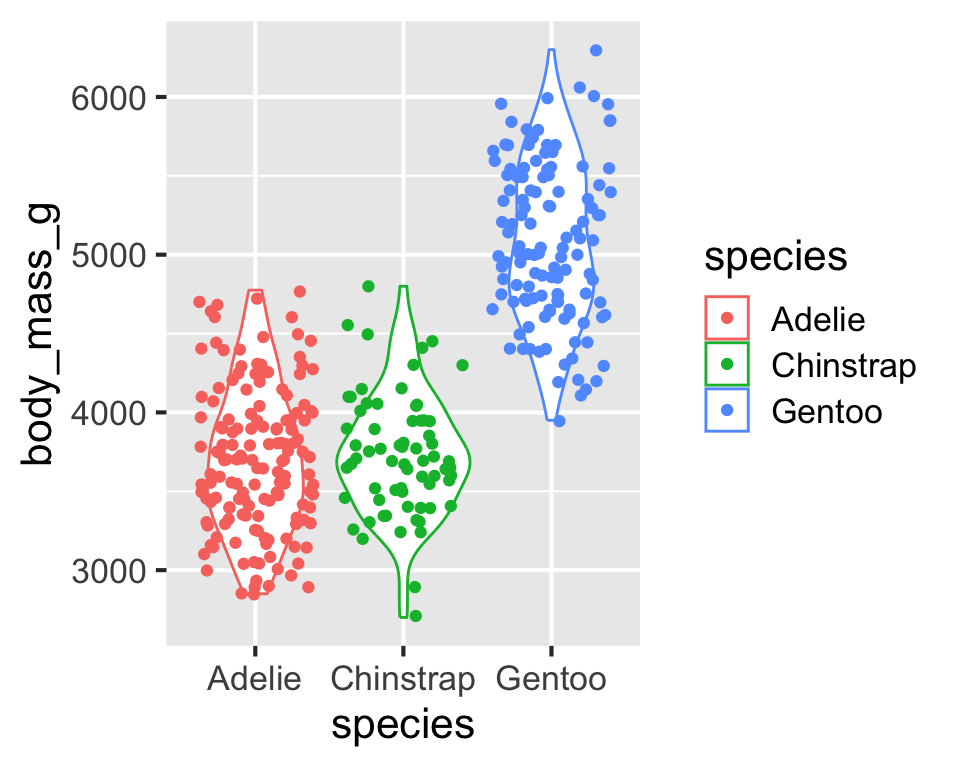 body_mass_g
6000
5000
4000
3000
Adelie
Chinstrap
Gentoo
species
species
Adelie
Chinstrap
Gentoo